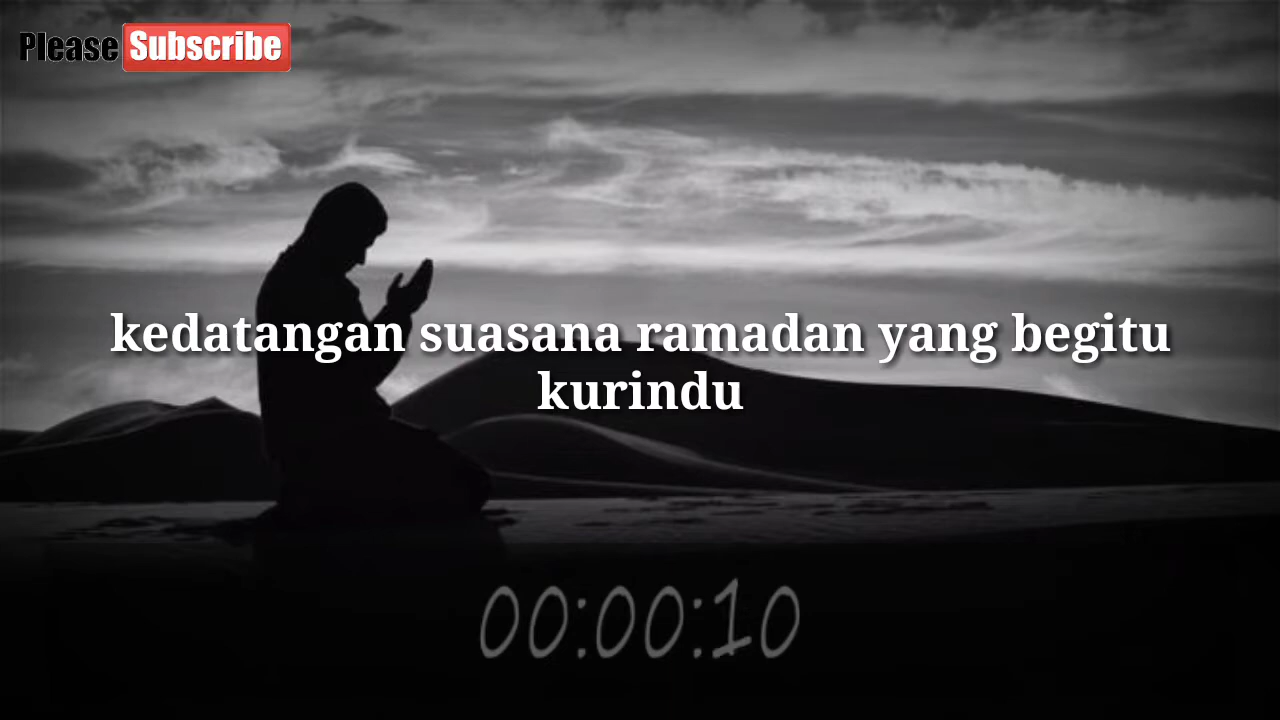 Please Subscribe
kedatangan suasana ramadan yang begitu
kurindu
00:00:10